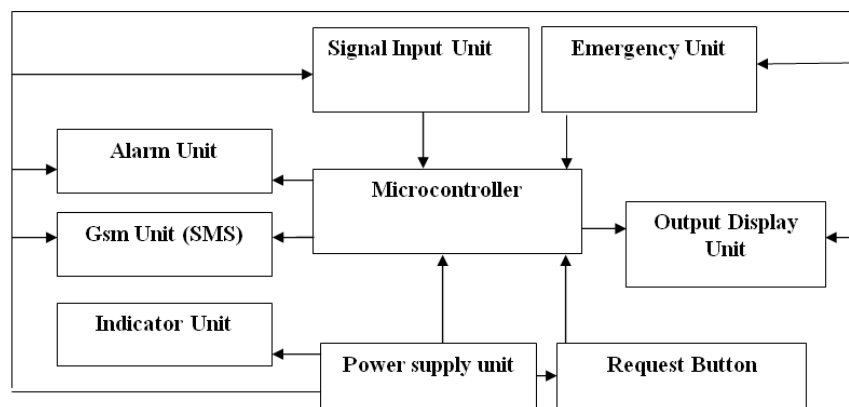 Signal Input Unit
Emergency Unit
Alarm Unit
Microcontroller
Gsm Unit (SMS)
Output Display
Unit
Indicator Unit
Power supply unit
Request Button